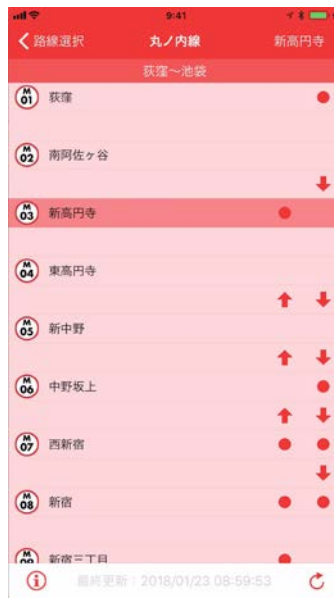 9:41
路線選択 丸ノ内線 新高円寺
荻窪〜池袋
M 01 荻窪
M 02 南阿佐ヶ谷
M 03 新高円寺
M 04 東高円寺
M 05 新中野
M 06 中野坂上
M 07 西新宿
M 08 新宿
M 09 新宿三丁目
最終更新：2018/01/23 08:59:53